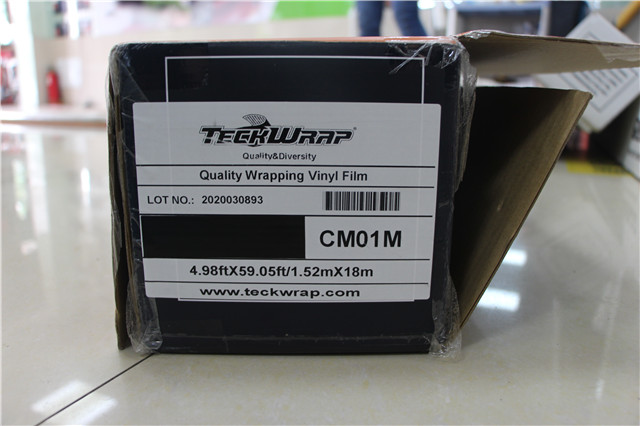 TECKWRAP
Quality&Diversity
Quality Wrapping Vinyl Film
LOT NO.: 2020030893
CM01M
4.98ftX59.05ft/1.52mX18m
www.teckwrap.com